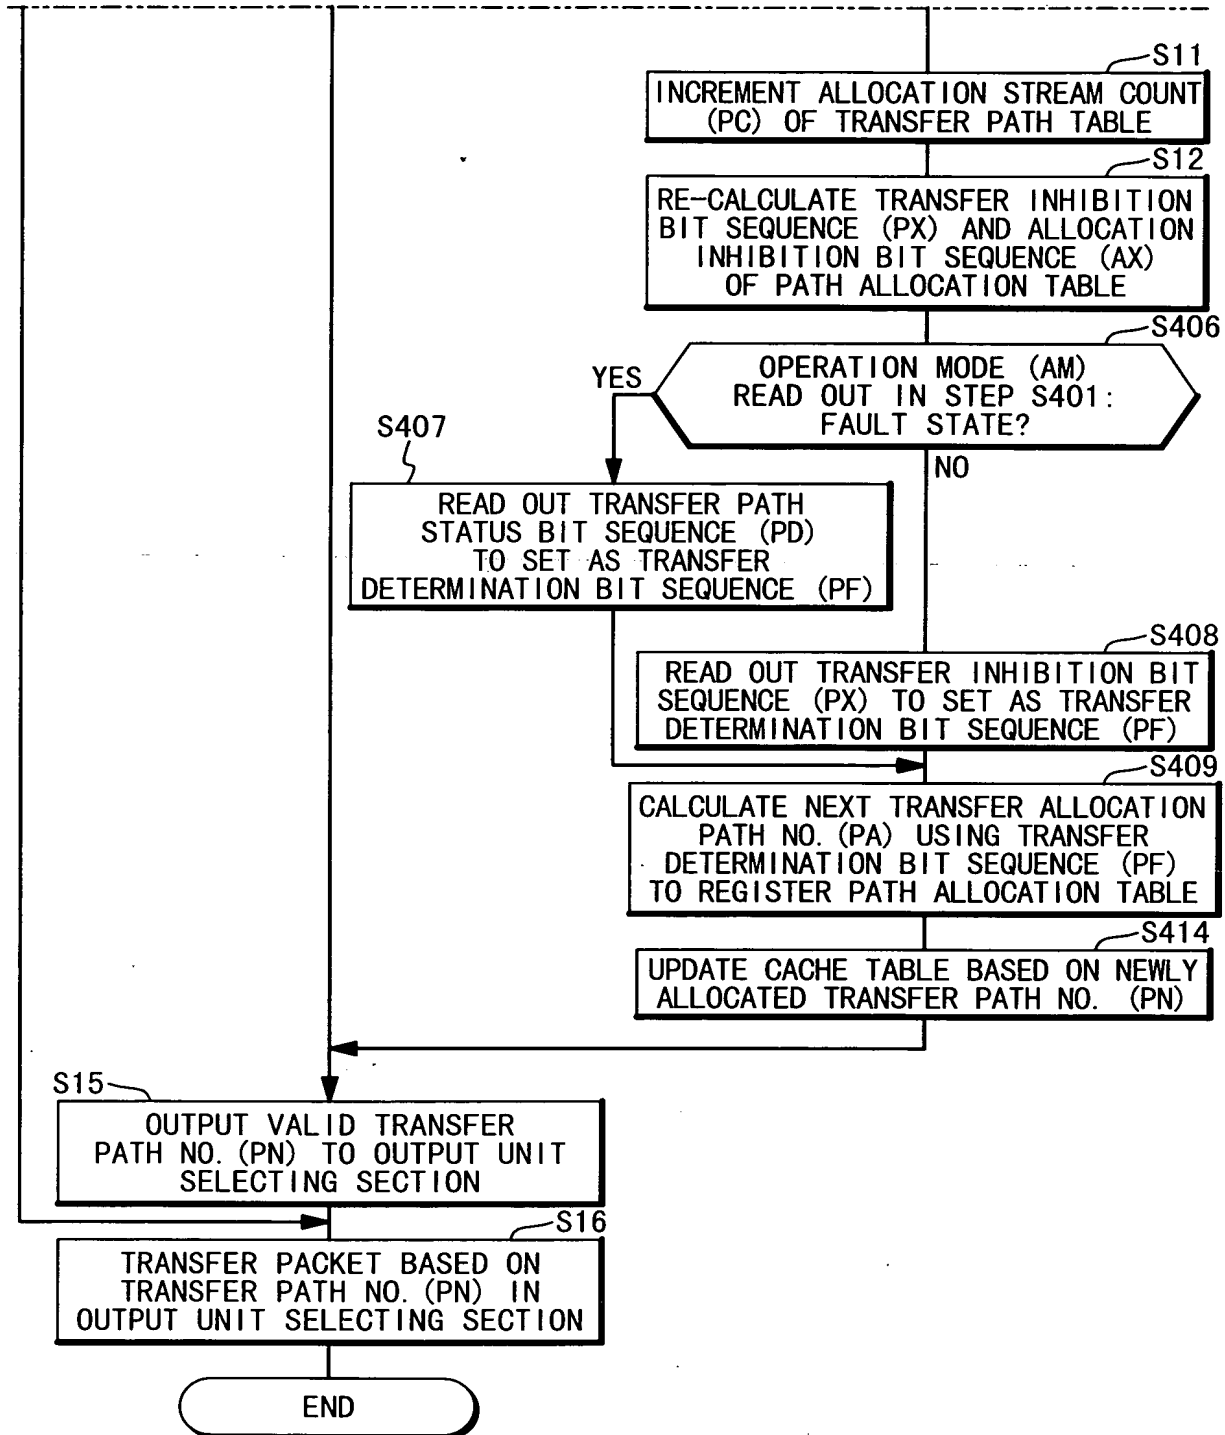 S11
INCREMENT ALLOCATION STREAM COUNT
(PC) OF TRANSFER PATH TABLE
S12
RE-CALCULATE TRANSFER INHIBITION
BIT SEQUENCE (PX) AND ALLOCATION
INHIBITION BIT SEQUENCE (AX)
OF PATH ALLOCATION TABLE
S406
OPERATION MODE (AM)
READ OUT IN STEP S401:
FAULT STATE?
YES
NO
S407
READ OUT TRANSFER PATH
STATUS BIT SEQUENCE (PD)
TO SET AS TRANSFER
DETERMINATION BIT SEQUENCE (PF)
S408
READ OUT TRANSFER INHIBITION BIT
SEQUENCE (PX) TO SET AS TRANSFER
DETERMINATION BIT SEQUENCE (PF)
S409
CALCULATE NEXT TRANSFER ALLOCATION
PATH NO. (PA) USING TRANSFER
DETERMINATION BIT SEQUENCE (PF)
TO REGISTER PATH ALLOCATION TABLE
S414
UPDATE CACHE TABLE BASED ON NEWLY
ALLOCATED TRANSFER PATH NO. (PN)
S15
OUTPUT VALID TRANSFER
PATH NO. (PN) TO OUTPUT UNIT
SELECTING SECTION
S16
TRANSFER PACKET BASED ON
TRANSFER PATH NO. (PN) IN
OUTPUT UNIT SELECTING SECTION
END